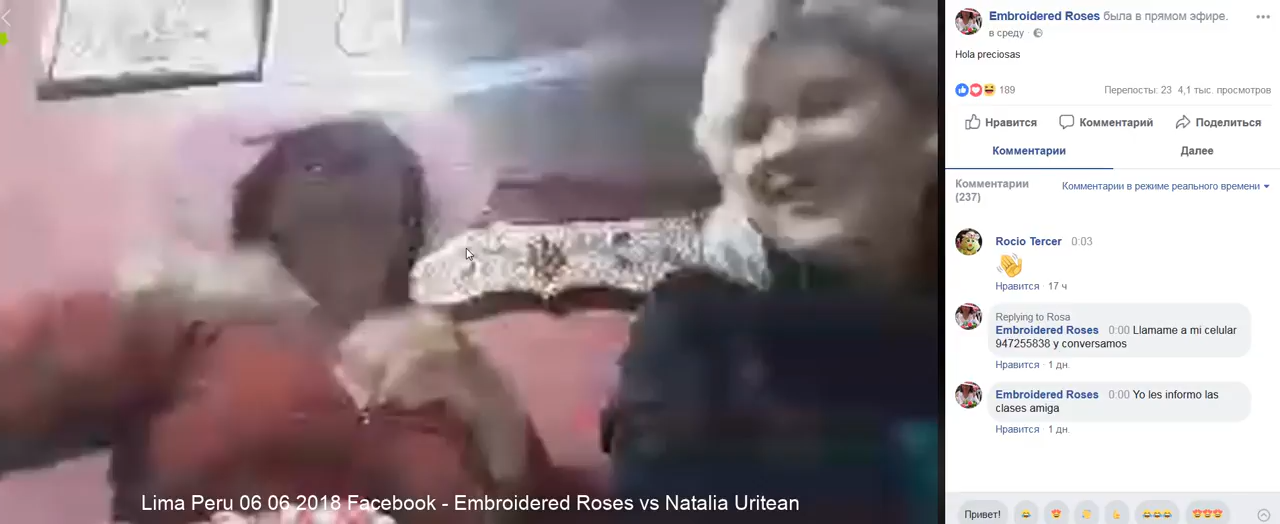 Embroidered Roses была в прямом эфире.
в среду
Hola preciosas
189
Перепосты: 23 4,1 тыс. просмотров
Нравится Комментарий Поделиться
Комментарии Далее
Комментарии
(237)
Комментарии в режиме реального времени
Rocio Tercer 0:03
Нравится · 17 ч
Replying to Rosa
Embroidered Roses 0:00 Llamame a mi celular
947255838 y conversamos
Нравится · 1 дн.
Embroidered Roses 0:00 Yo les informo las
clases amiga
Нравится · 1 дн.
Привет!
Lima Peru 06 06 2018 Facebook - Embroidered Roses vs Natalia Uritean